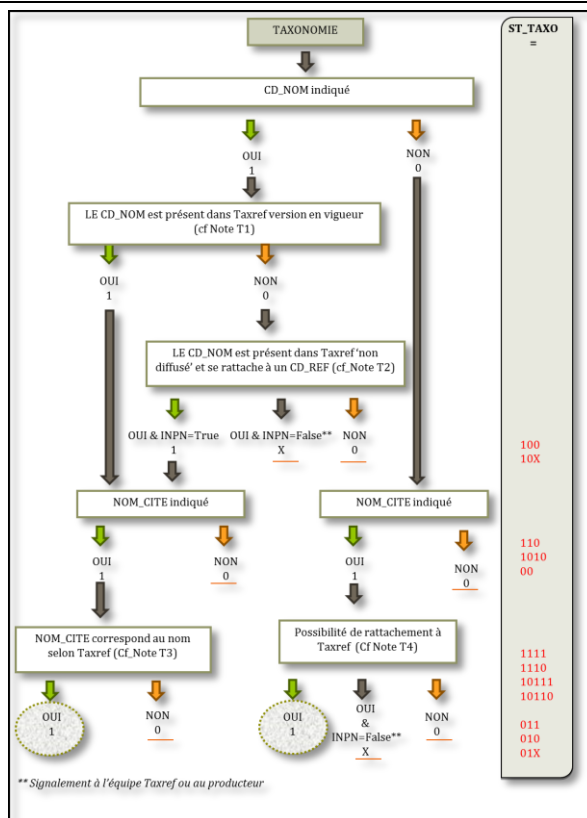 TAXONOMIE
ST_TAXO
=
CD_NOM indiqué
OUI
1
NON
0
LE CD_NOM est présent dans Taxref version en vigueur
(cf Note T1)
OUI
1
NON
0
LE CD_NOM est présent dans Taxref 'non
diffusé' et se rattache à un CD_REF (cf_Note T2)
OUI & INPN=True
1
OUI & INPN=False**
X
NON
0
100
10X
NOM_CITE indiqué
NOM_CITE indiqué
OUI
1
NON
0
OUI
1
NON
0
110
1010
00
NOM_CITE correspond au nom
selon Taxref (Cf_Note T3)
Possibilité de rattachement à
Taxref (Cf Note T4)
1111
1110
10111
10110
OUI
1
NON
0
OUI
1
OUI
&
INPN=False**
X
NON
0
011
010
01X
** Signalement à l'équipe Taxref ou au producteur